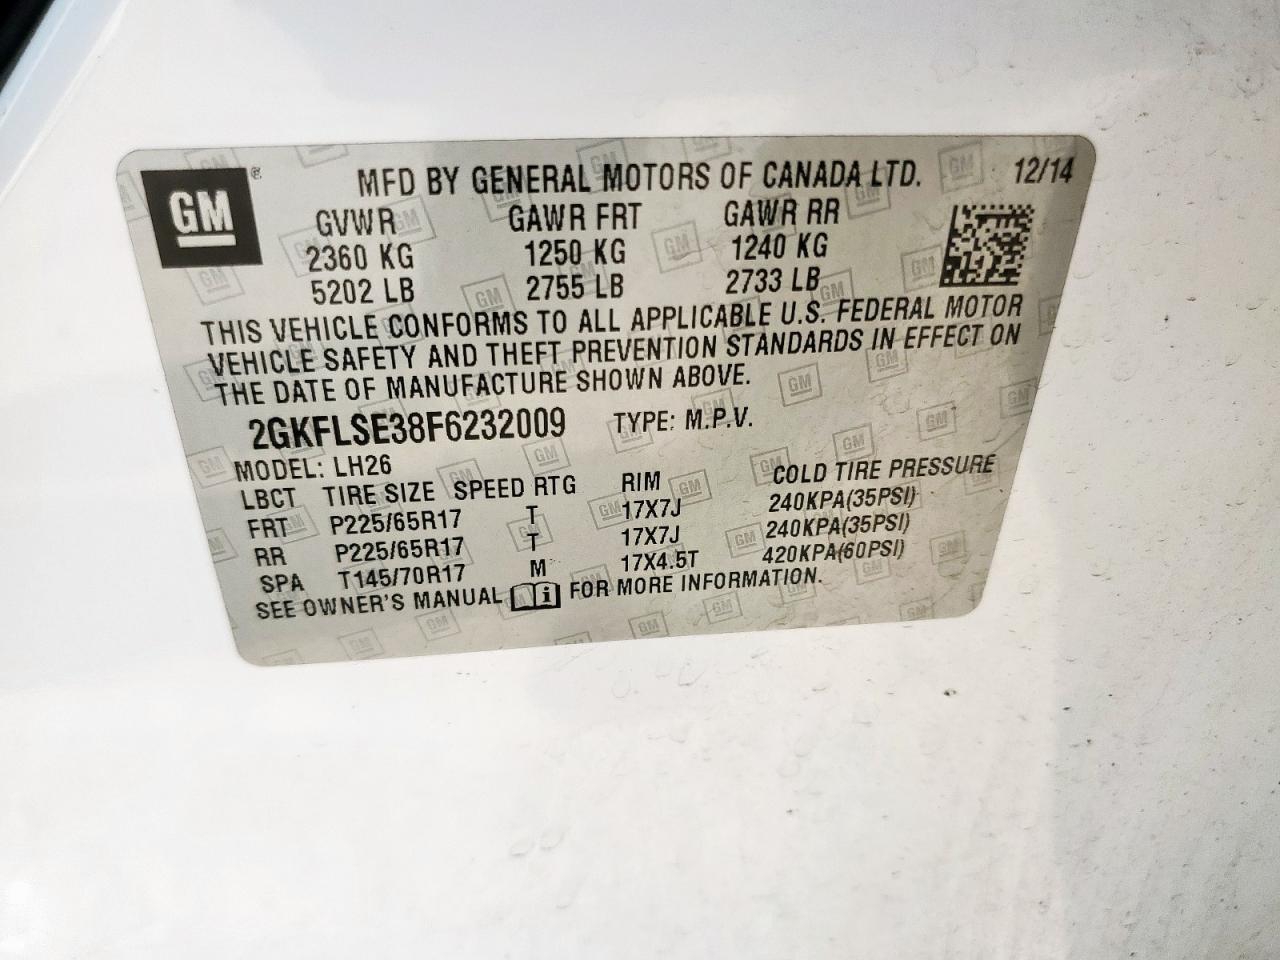 GM ®
MFD BY GENERAL MOTORS OF CANADA LTD. 12/14
GVWR GAWR FRT GAWR RR
2360 KG 1250 KG 1240 KG
5202 LB 2755 LB 2733 LB
THIS VEHICLE CONFORMS TO ALL APPLICABLE U.S. FEDERAL MOTOR
VEHICLE SAFETY AND THEFT PREVENTION STANDARDS IN EFFECT ON
THE DATE OF MANUFACTURE SHOWN ABOVE.
2GKFLSE38F6232009 TYPE: M.P.V.
MODEL: LH26
LBCT TIRE SIZE SPEED RTG RIM COLD TIRE PRESSURE
FRT P225/65R17 T 17X7J 240KPA(35PSI)
RR P225/65R17 T 17X7J 240KPA(35PSI)
SPA T145/70R17 M 17X4.5T 420KPA(60PSI)
SEE OWNER'S MANUAL i FOR MORE INFORMATION.